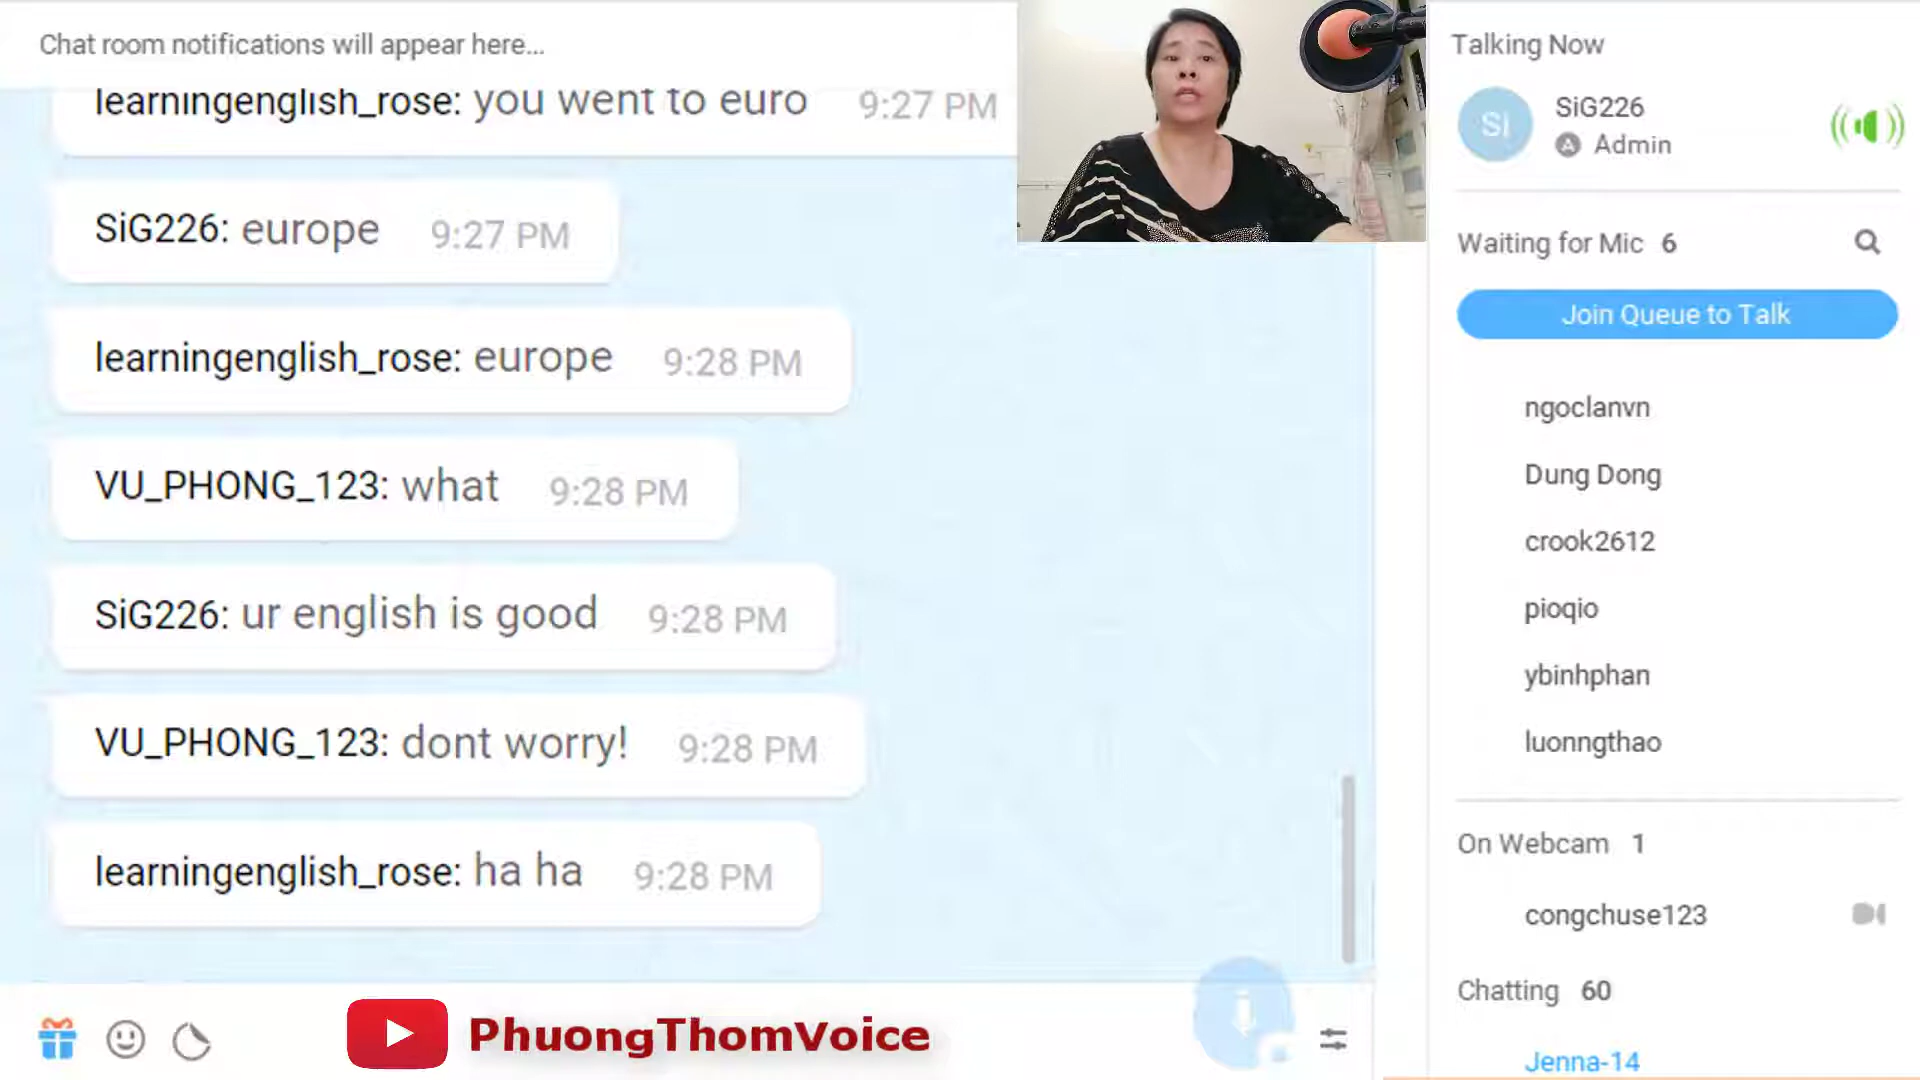 Chat room notifications will appear here...
learningenglish_rose: you went to euro 9:27 PM
SiG226: europe 9:27 PM
learningenglish_rose: europe 9:28 PM
VU_PHONG_123: what 9:28 PM
SiG226: ur english is good 9:28 PM
VU_PHONG_123: dont worry! 9:28 PM
learningenglish_rose: ha ha 9:28 PM
PhuongThomVoice
Talking Now
Si
SiG226
A Admin
Waiting for Mic 6
Join Queue to Talk
ngoclanvn
Dung Dong
crook2612
pioqio
ybinhphan
luonngthao
On Webcam 1
congchuse123
Chatting 60
Jenna-14